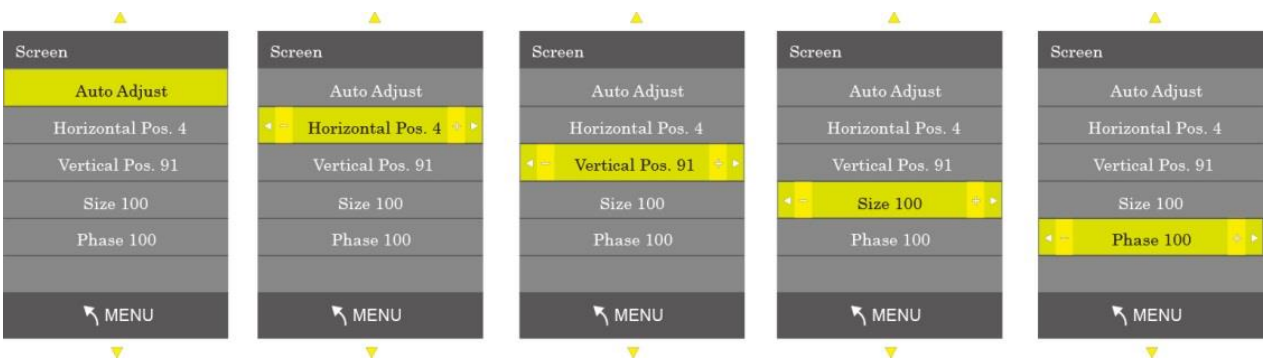 Screen
Auto Adjust
Horizontal Pos. 4
Vertical Pos. 91
Size 100
Phase 100
MENU
Screen
Auto Adjust
Horizontal Pos. 4
Vertical Pos. 91
Size 100
Phase 100
MENU
Screen
Auto Adjust
Horizontal Pos. 4
Vertical Pos. 91
Size 100
Phase 100
MENU
Screen
Auto Adjust
Horizontal Pos. 4
Vertical Pos. 91
Size 100
Phase 100
MENU
Screen
Auto Adjust
Horizontal Pos. 4
Vertical Pos. 91
Size 100
Phase 100
MENU